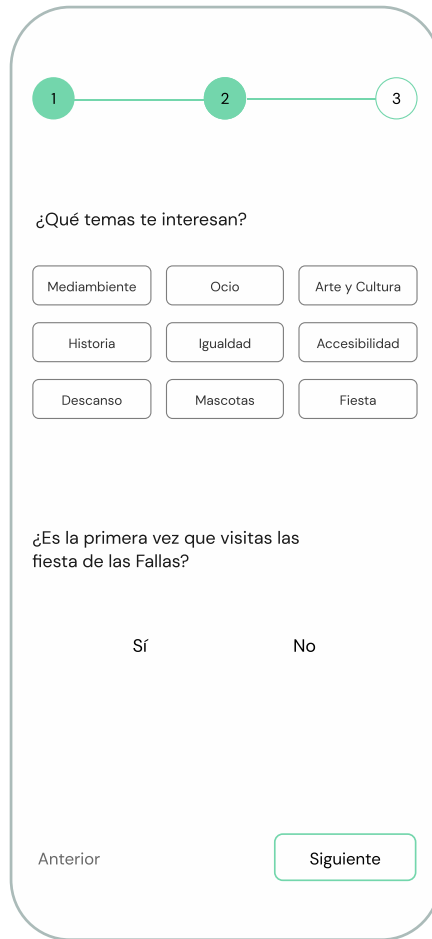 1 2 3
¿Qué temas te interesan?
Mediambiente Ocio Arte y Cultura
Historia Igualdad Accesibilidad
Descanso Mascotas Fiesta
¿Es la primera vez que visitas las
fiesta de las Fallas?
Sí No
Anterior Siguiente